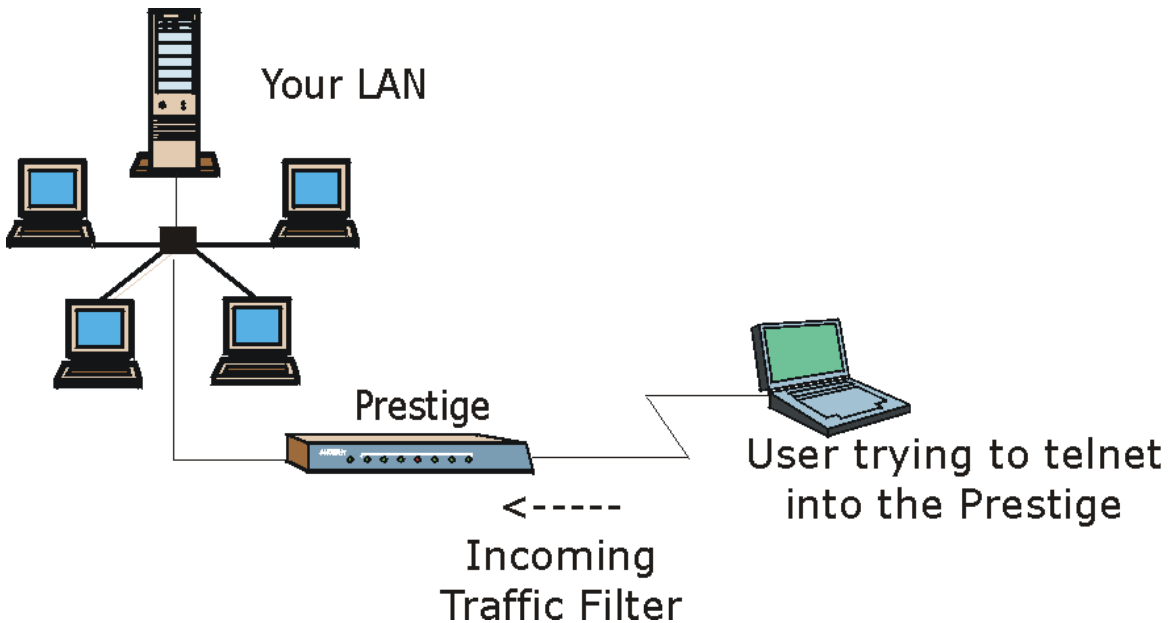 Your LAN
Prestige
User trying to telnet
into the Prestige
<-----
Incoming
Traffic Filter